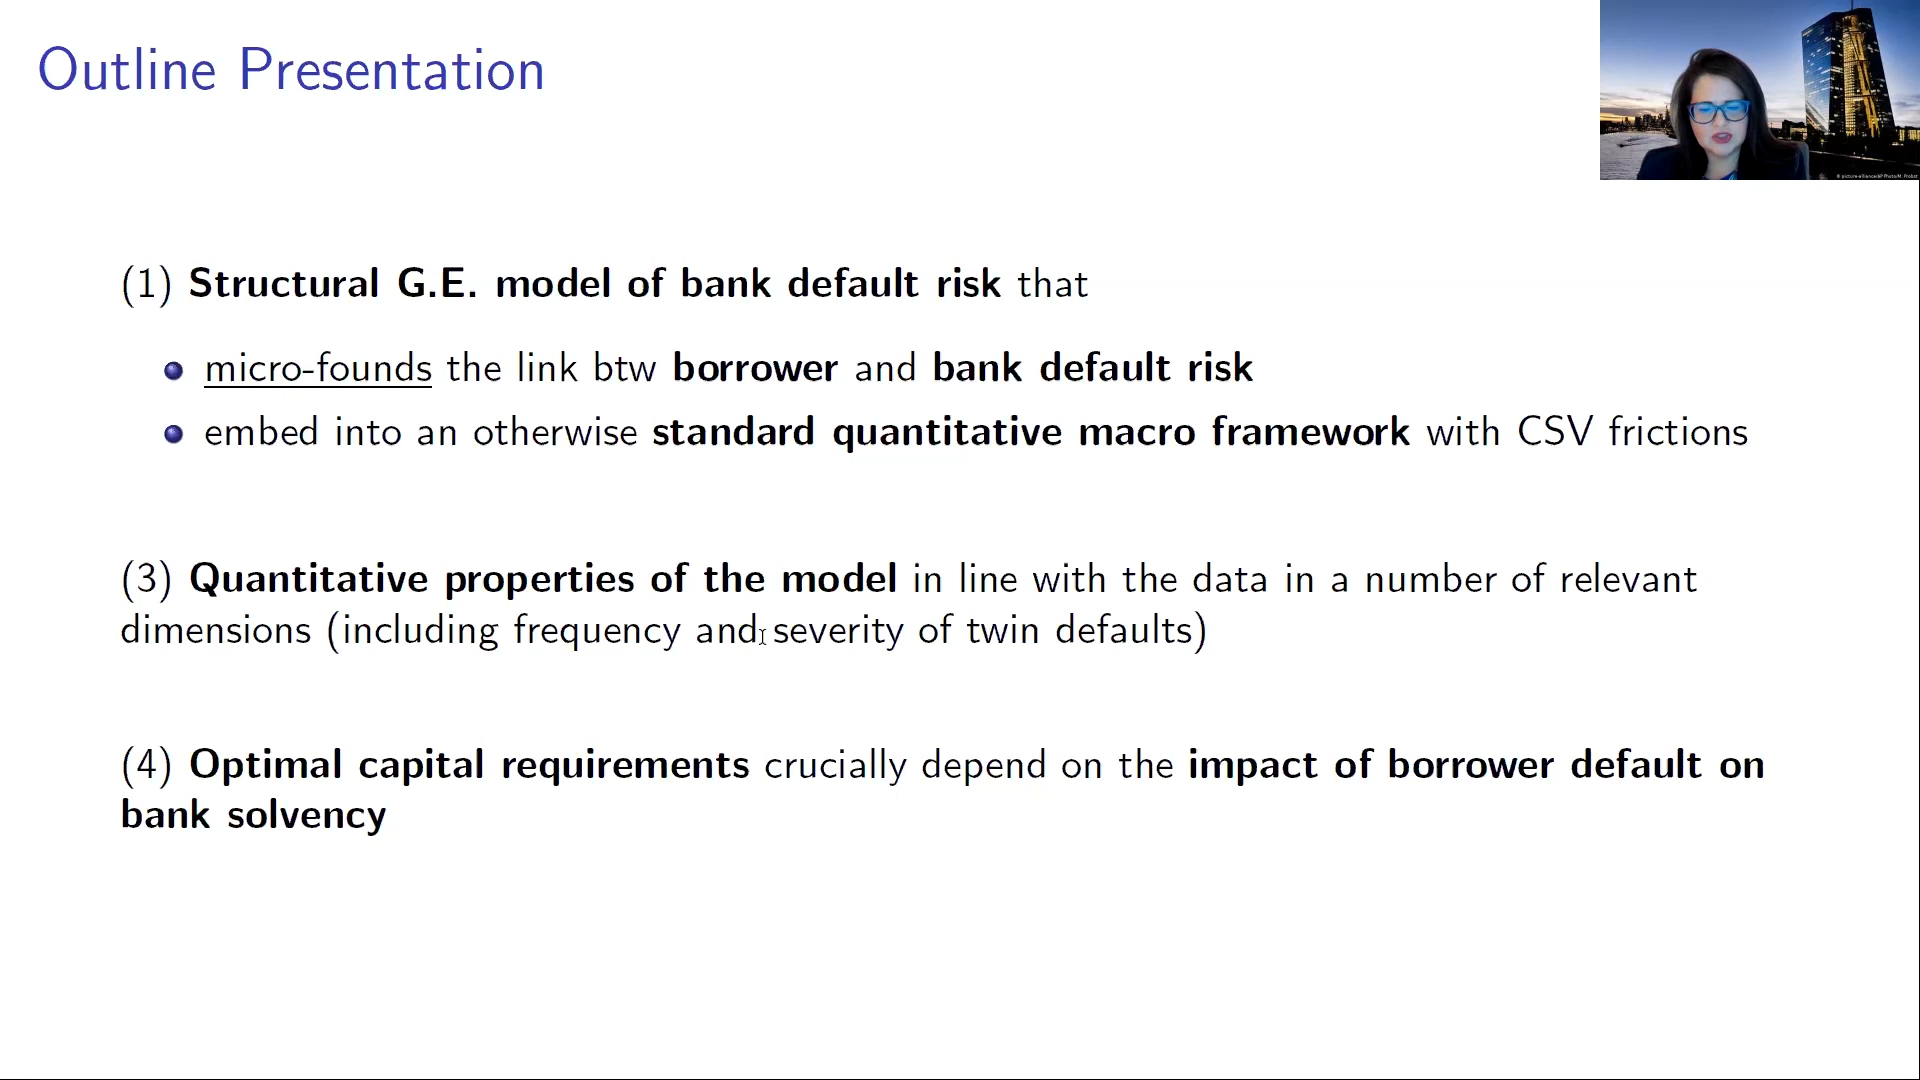 Outline Presentation
(1) Structural G.E. model of bank default risk that
micro-founds the link btw borrower and bank default risk
embed into an otherwise standard quantitative macro framework with CSV frictions
(3) Quantitative properties of the model in line with the data in a number of relevant
dimensions (including frequency and severity of twin defaults)
(4) Optimal capital requirements crucially depend on the impact of borrower default on
bank solvency